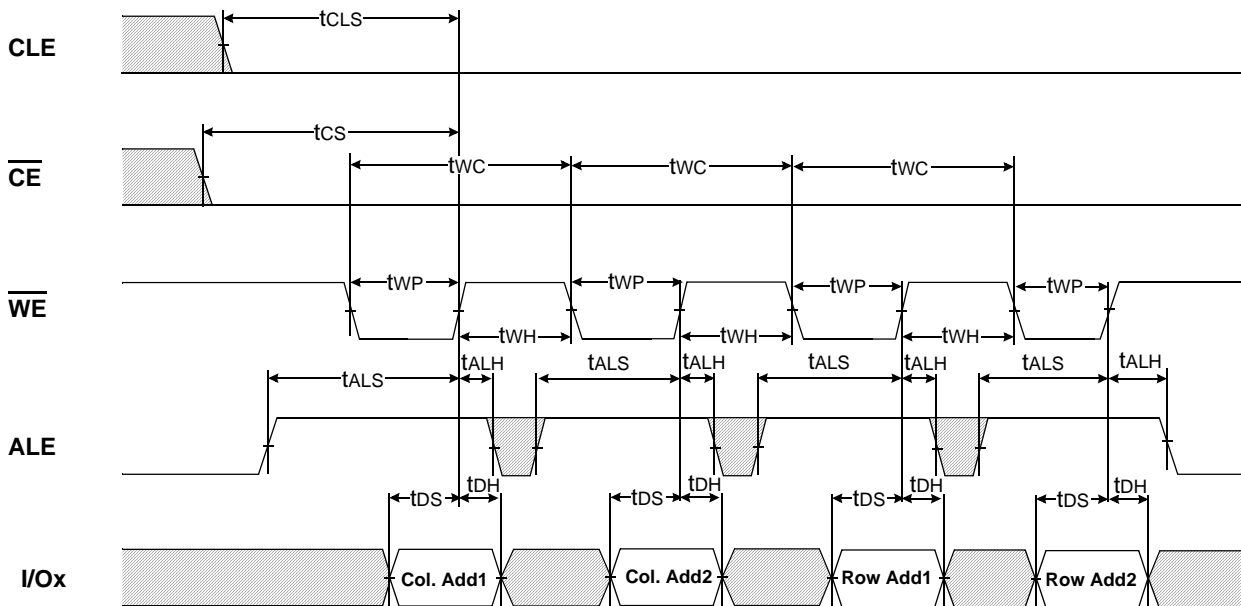 CLE
tCLS
CE
tCS
tWC tWC tWC
WE
tWP tWP tWP tWP
tWH tWH tWH
ALE
tALS tALH tALS tALH tALS tALH tALS tALH
tDS tDH tDS tDH tDS tDH tDS tDH
I/Ox
Col. Add1 Col. Add2 Row Add1 Row Add2